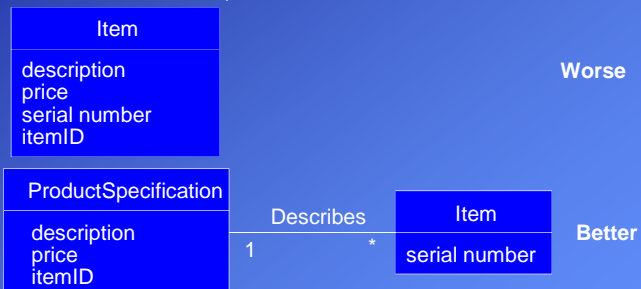 Item
description
price
serial number
itemID
Worse
ProductSpecification
description
price
itemID
Describes
1
*
Item
serial number
Better